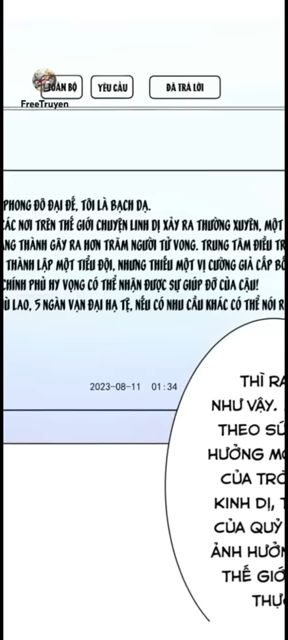 TOÀN BỘ
YÊU CẦU
ĐÃ TRẢ LỜI
FreeTruyen
PHONG ĐÔ ĐẠI ĐẾ, TÔI LÀ BẠCH DẠ.
CÁC NƠI TRÊN THẾ GIỚI CHUYỆN LINH DỊ XẢY RA THƯỜNG XUYÊN, MỘT
THÀNH GÂY RA HƠN TRĂM NGƯỜI TỬ VONG. TRUNG TÂM ĐIỀU TR
THÀNH LẬP MỘT TIỂU ĐỘI, NHƯNG THIẾU MỘT VỊ CƯỜNG GIẢ CẤP
CHÍNH PHỦ HY VỌNG CÓ THỂ NHẬN ĐƯỢC SỰ GIÚP ĐỠ CỦA CẬU!
LAO, 5 NGÀN VẠN ĐẠI HẠ TỆ, NẾU CÓ NHU CẦU KHÁC CÓ THỂ NÓI R
2023-08-11 01:34
THÌ RA
NHƯ VẬY.
THEO SỨ
HƯỞNG
CỦA TRÒ
KINH DỊ,
CỦA QUỶ
ẢNH HƯỞN
THẾ GIỚ
THỰC